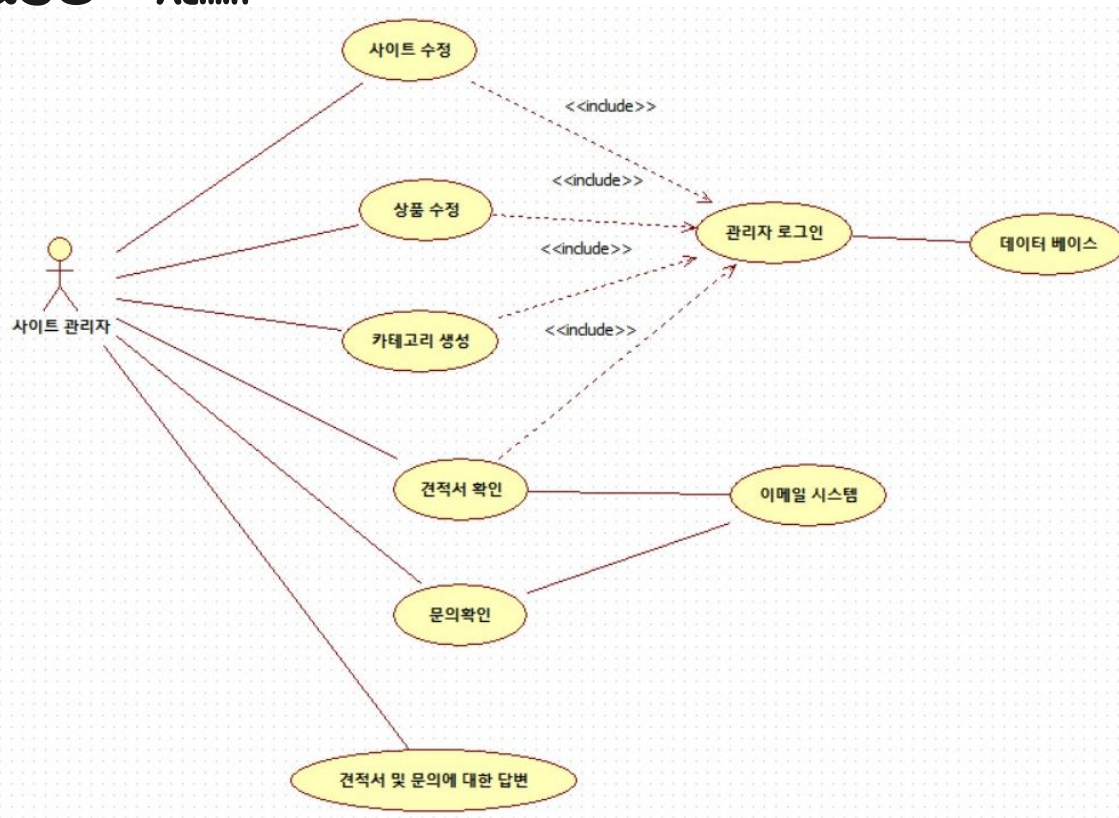 Admin
사이트 수정
<<include>>
<<include>>
상품 수정
관리자 로그인
데이터 베이스
<<include>>
사이트 관리자
<<include>>
카테고리 생성
견적서 확인
이메일 시스템
문의확인
견적서 및 문의에 대한 답변